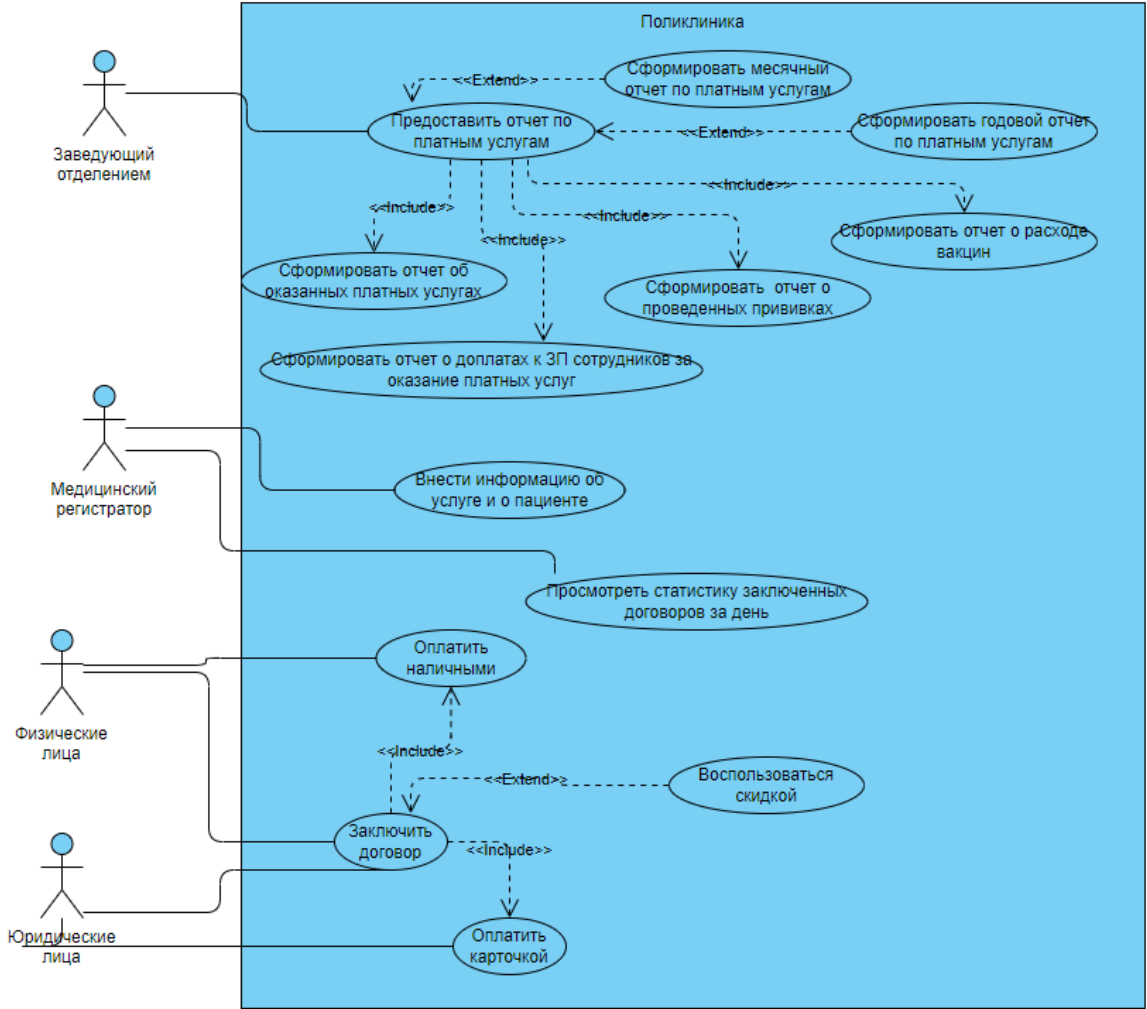 Поликлиника
Сформировать месячный
отчет по платным услугам
<<Extend>>
Предоставить отчет по
платным услугам
<<Extend>>
Сформировать годовой отчет
по платным услугам
Заведующий
отделением
<<Include>>
<<Include>>
<<Include>>
<<Include>>
Сформировать отчет о расходе
вакцин
Сформировать отчет об
оказанных платных услугах
Сформировать  отчет о
проведенных прививках
Сформировать отчет о доплатах к ЗП сотрудников за
оказание платных услуг
Медицинский
регистратор
Внести информацию об
услуге и о пациенте
Просмотреть статистику заключенных
договоров за день
Оплатить
наличными
Физические
лица
<<Include>>
<<Extend>>
Воспользоваться
скидкой
Заключить
договор
<<Include>>
Юридические
лица
Оплатить
карточкой